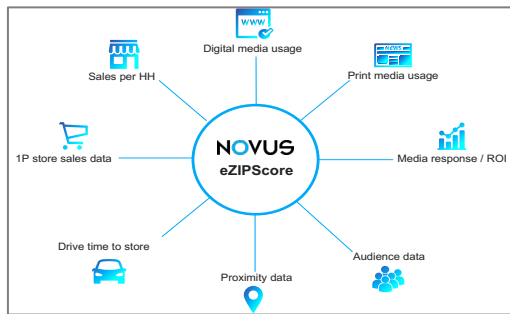 WWW
Digital media usage
NEWS
Sales per HH
Print media usage
NOVUS
eZIPScore
1P store sales data
Media response / ROI
Drive time to store
Audience data
Proximity data